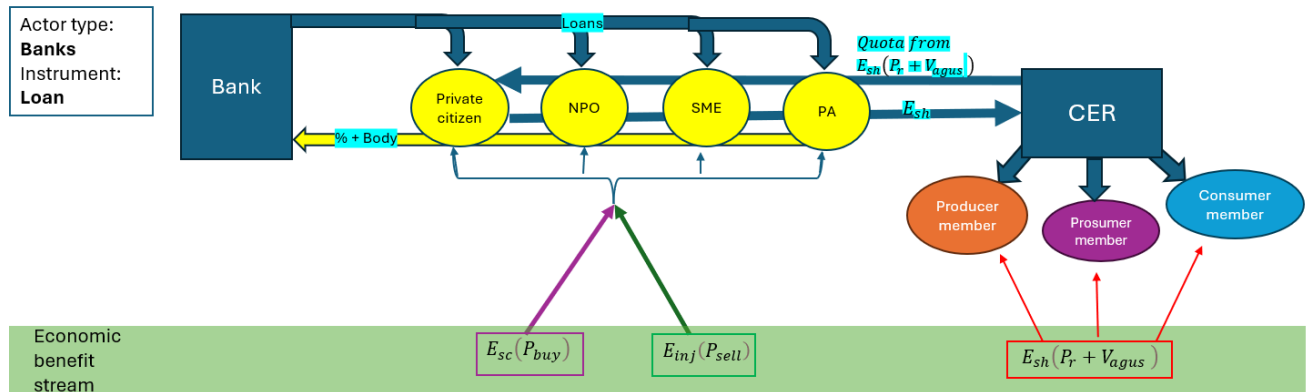 Actor type:
Banks
Instrument:
Loan
Bank
Loans
Quota from
E_sh(P_r + V_agus)
Private
citizen
NPO
SME
PA
E_sh
CER
% + Body
Producer
member
Prosumer
member
Consumer
member
Economic
benefit
stream
E_sc(P_buy)
E_inj(P_sell)
E_sh(P_r + V_agus)